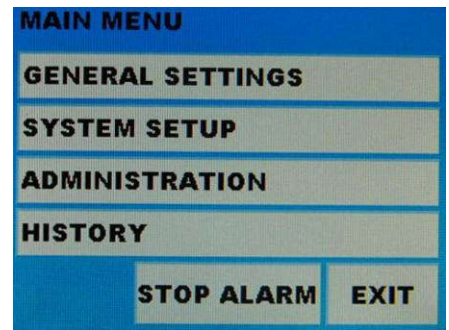 MAIN MENU
GENERAL SETTINGS
SYSTEM SETUP
ADMINISTRATION
HISTORY
STOP ALARM EXIT